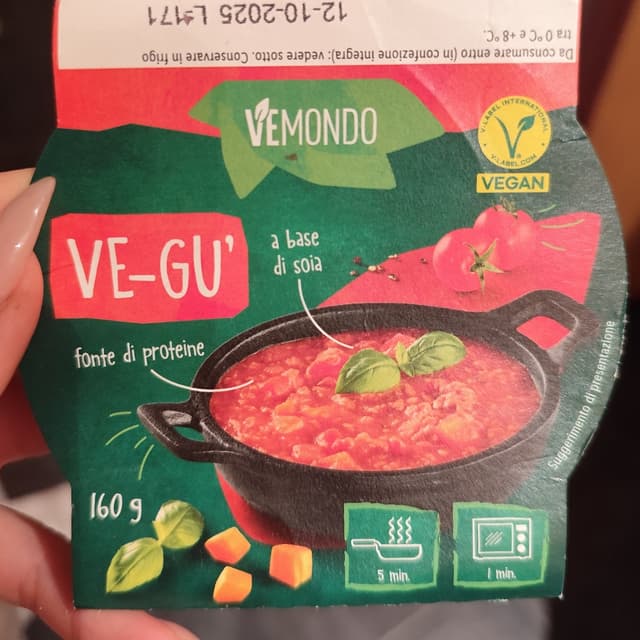 12-10-2025 L-171
Da consumare entro (in confezione integra): vedere sotto. Conservare in frigo
tra 0 °C e +8 °C.
VEMONDO
V-LABEL INTERNATIONAL
V-LABEL.COM
VEGAN
VE-GU'
a base
di soia
fonte di proteine
Suggerimento di presentazione
160 g
5 min.
1 min.